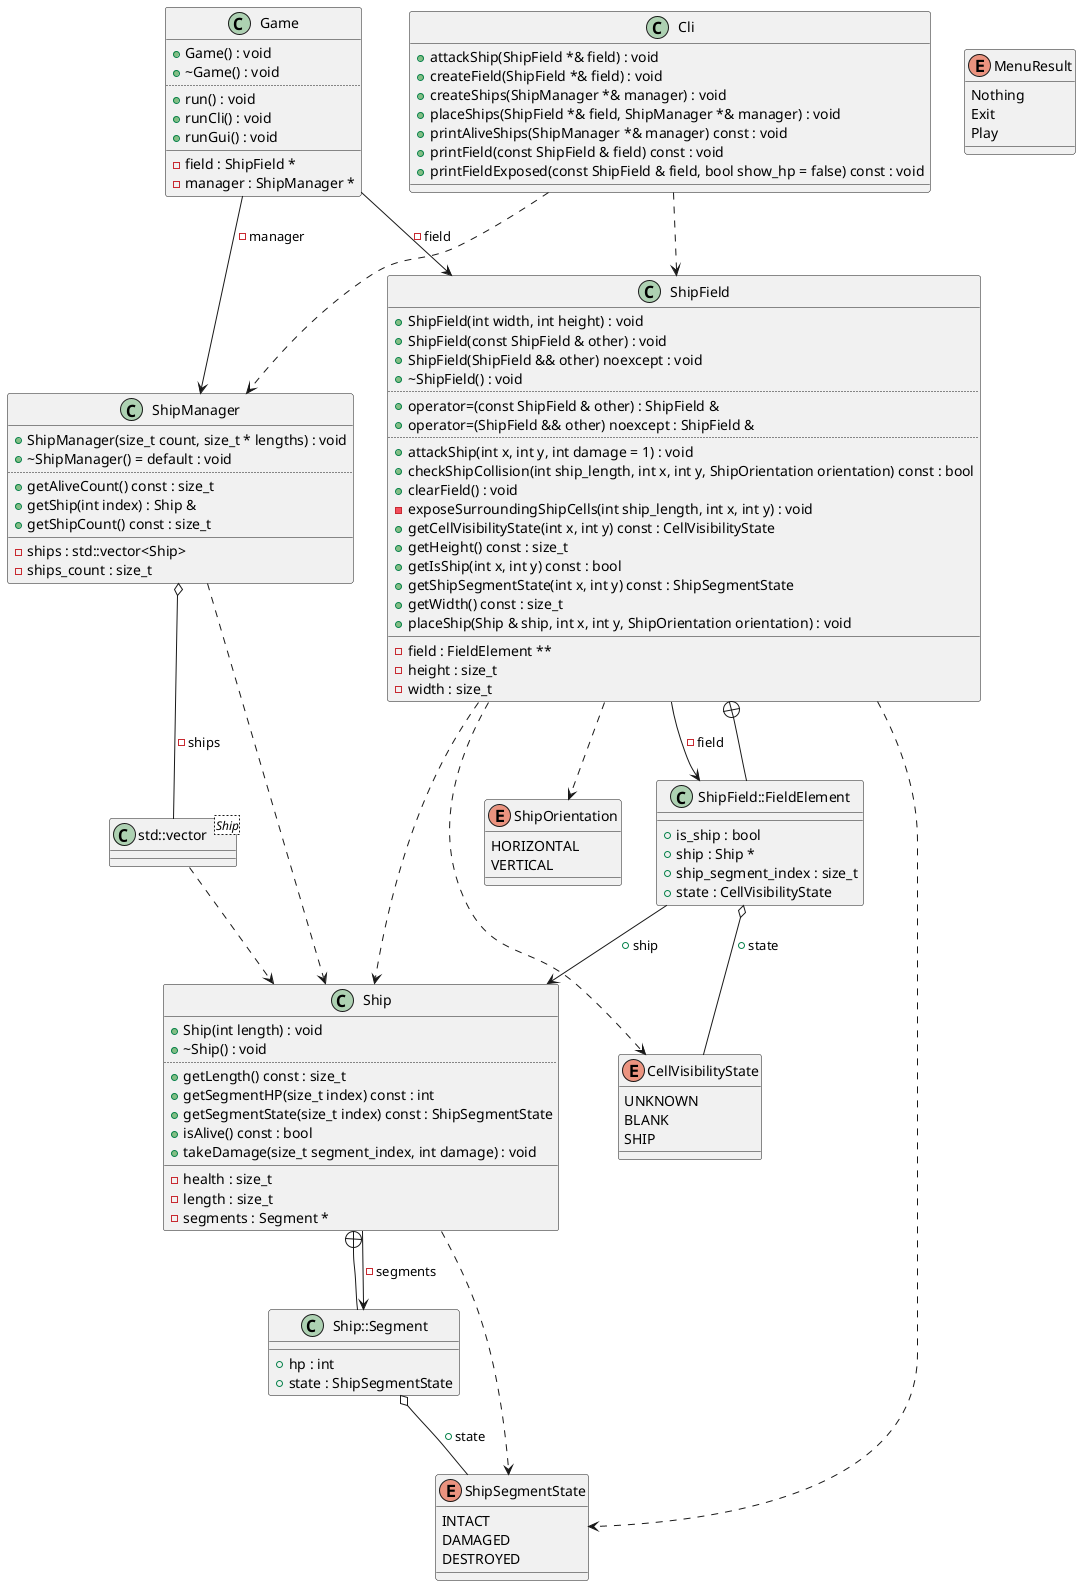 Game
Game() : void
~Game() : void
run() : void
runCli() : void
runGui() : void
field : ShipField *
manager : ShipManager *
Cli
attackShip(ShipField *& field) : void
createField(ShipField *& field) : void
createShips(ShipManager *& manager) : void
placeShips(ShipField *& field, ShipManager *& manager) : void
printAliveShips(ShipManager *& manager) const : void
printField(const ShipField & field) const : void
printFieldExposed(const ShipField & field, bool show_hp = false) const : void
MenuResult
Nothing
Exit
Play
manager
field
ShipManager
ShipManager(size_t count, size_t * lengths) : void
~ShipManager() = default : void
getAliveCount() const : size_t
getShip(int index) : Ship &
getShipCount() const : size_t
ships : std::vector<Ship>
ships_count : size_t
ShipField
ShipField(int width, int height) : void
ShipField(const ShipField & other) : void
ShipField(ShipField && other) noexcept : void
~ShipField() : void
operator=(const ShipField & other) : ShipField &
operator=(ShipField && other) noexcept : ShipField &
attackShip(int x, int y, int damage = 1) : void
checkShipCollision(int ship_length, int x, int y, ShipOrientation orientation) const : bool
clearField() : void
exposeSurroundingShipCells(int ship_length, int x, int y) : void
getCellVisibilityState(int x, int y) const : CellVisibilityState
getHeight() const : size_t
getIsShip(int x, int y) const : bool
getShipSegmentState(int x, int y) const : ShipSegmentState
getWidth() const : size_t
placeShip(Ship & ship, int x, int y, ShipOrientation orientation) : void
field : FieldElement **
height : size_t
width : size_t
ships
field
std::vector
Ship
ShipOrientation
HORIZONTAL
VERTICAL
ShipField::FieldElement
is_ship : bool
ship : Ship *
ship_segment_index : size_t
state : CellVisibilityState
ship
state
Ship
Ship(int length) : void
~Ship() : void
getLength() const : size_t
getSegmentHP(size_t index) const : int
getSegmentState(size_t index) const : ShipSegmentState
isAlive() const : bool
takeDamage(size_t segment_index, int damage) : void
health : size_t
length : size_t
segments : Segment *
CellVisibilityState
UNKNOWN
BLANK
SHIP
segments
Ship::Segment
hp : int
state : ShipSegmentState
state
ShipSegmentState
INTACT
DAMAGED
DESTROYED